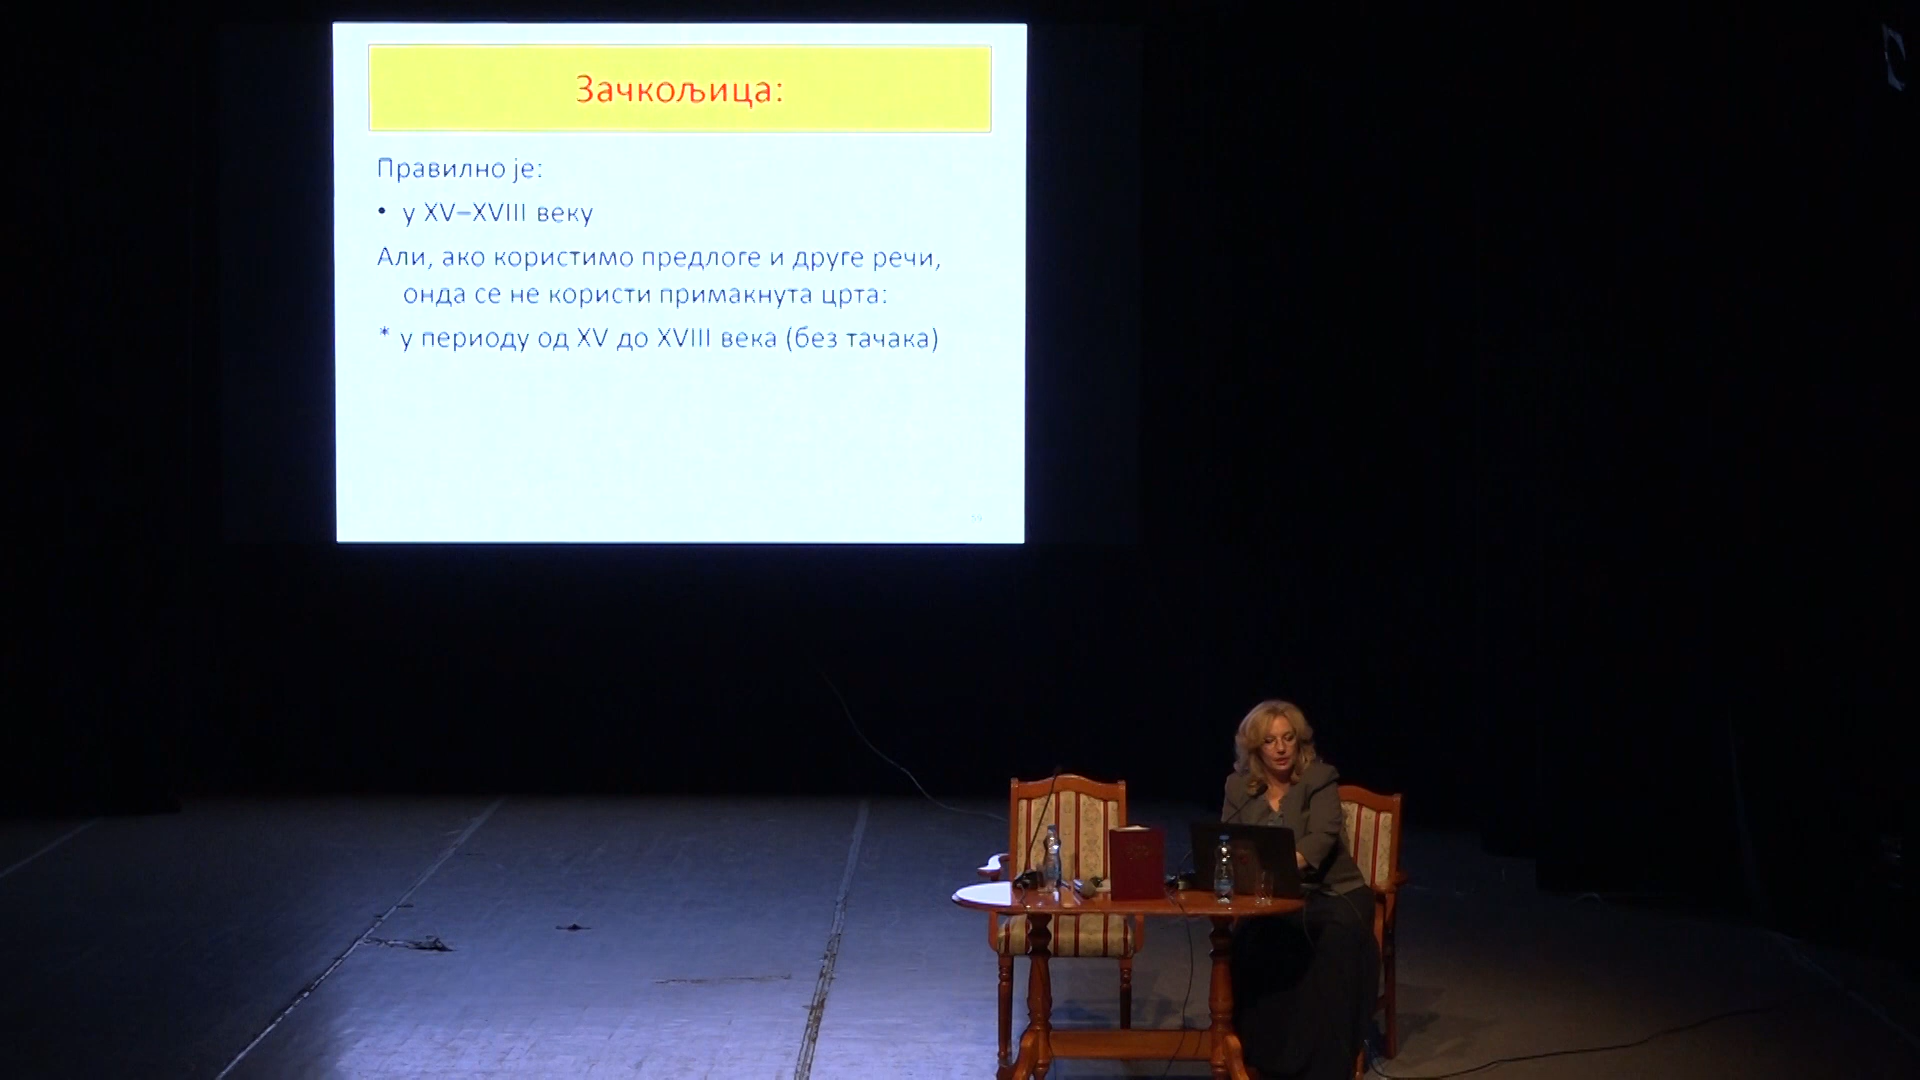 Зачкољица:
Правилно је:
• у XV–XVIII веку
Али, ако користимо предлоге и друге речи,
онда се не користи примакнута црта:
* у периоду од XV до XVIII века (без тачака)